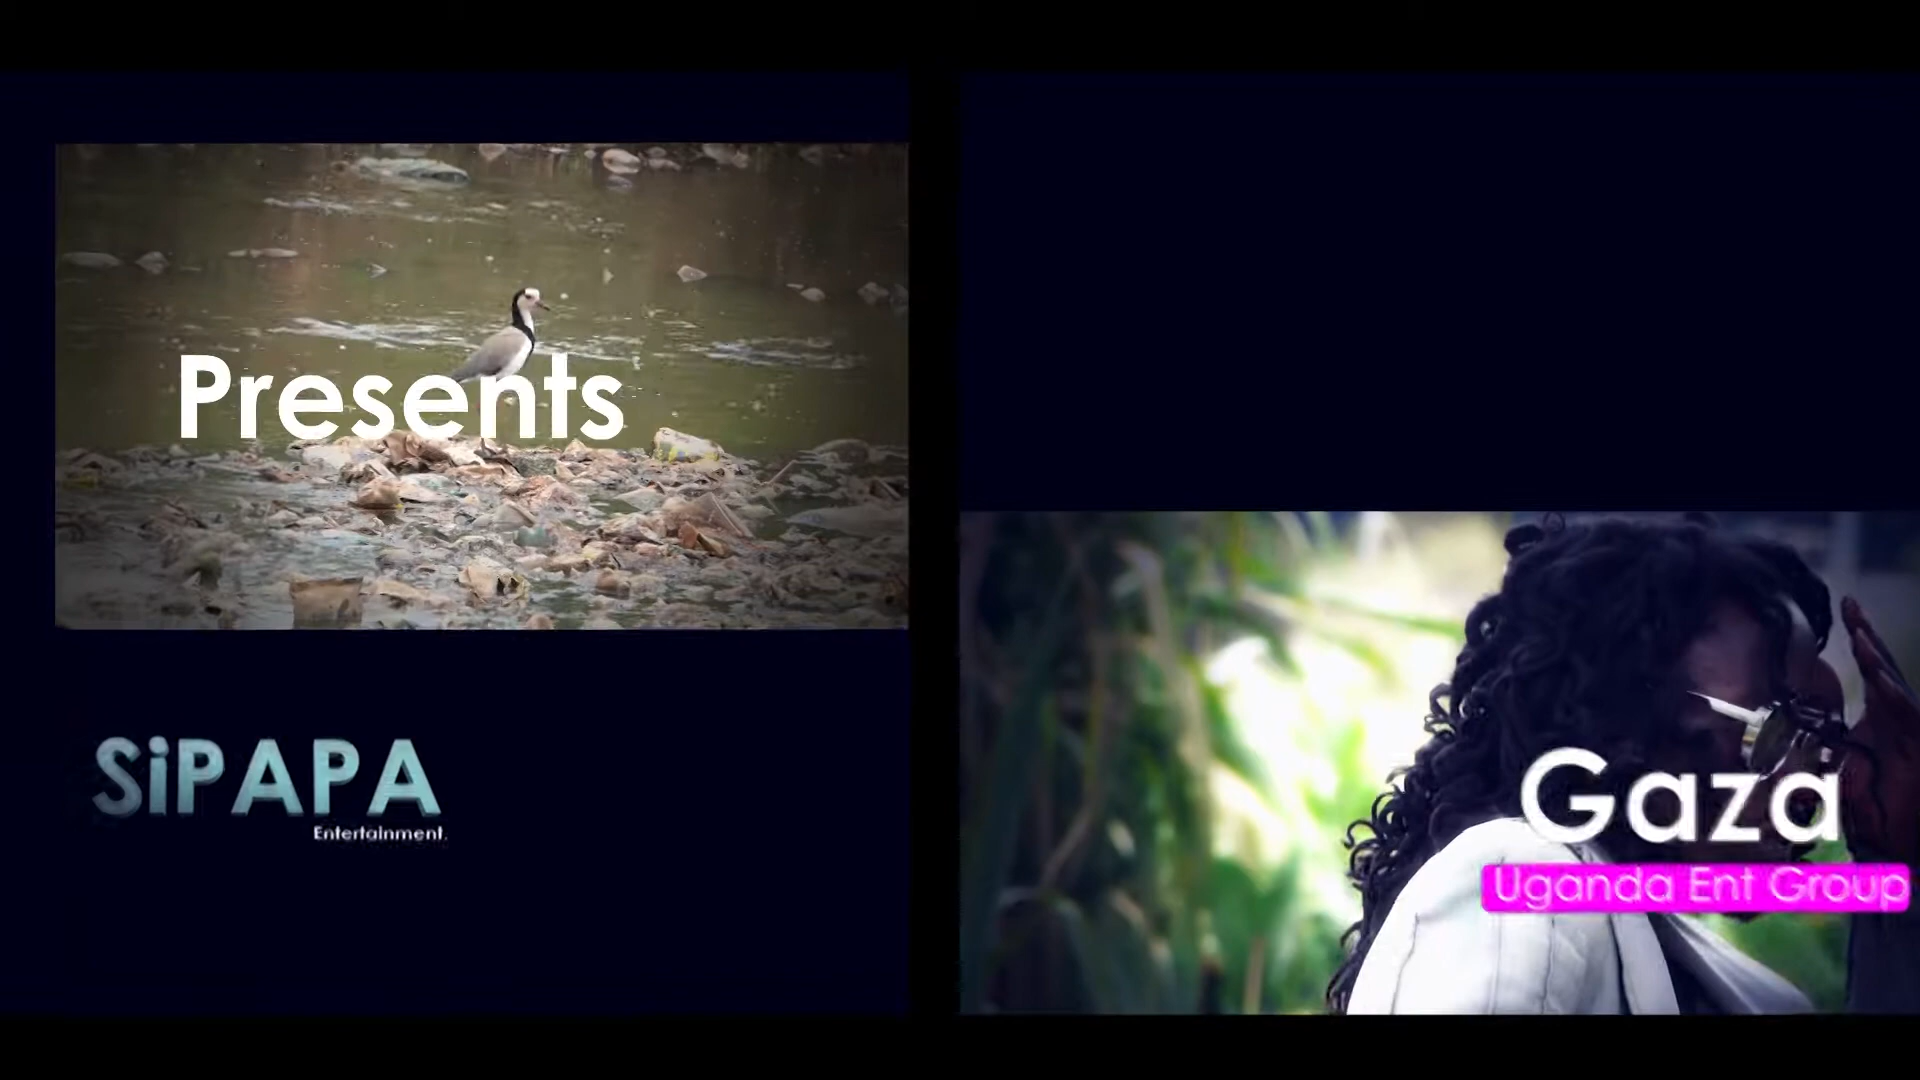 Presents
SiPAPA
Entertainment.
Gaza
Uganda Ent Group